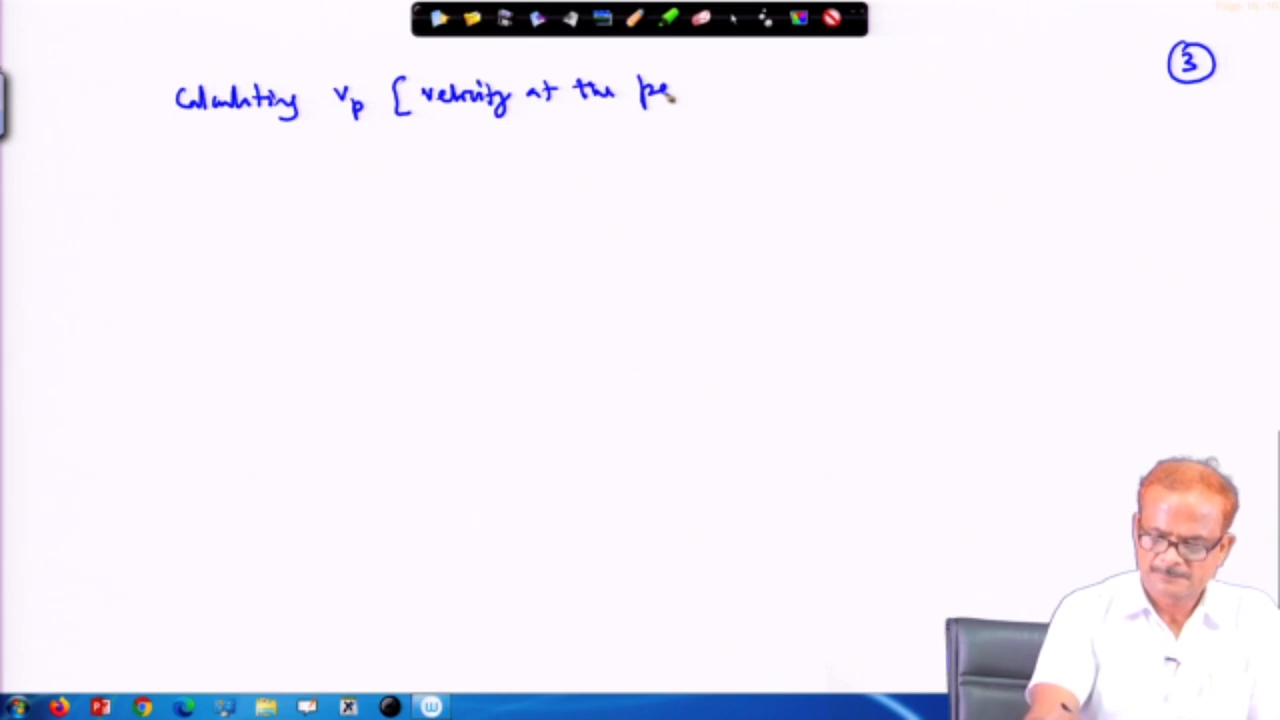 3
Calculating vp [ velocity at the pe